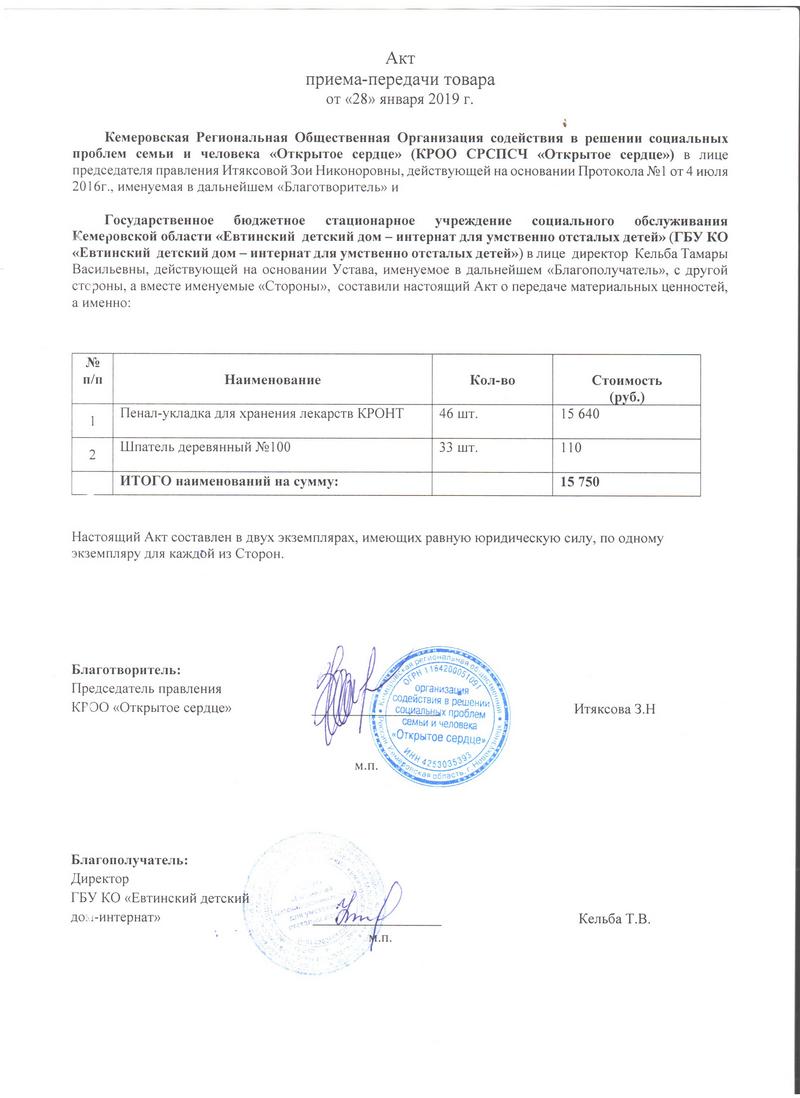 Акт
приема-передачи товара
от «28» января 2019 г.
Кемеровская Региональная Общественная Организация содействия в решении социальных
проблем семьи и человека «Открытое сердце» (КРОО СРСПСЧ «Открытое сердце») в лице
председателя правления Итяксовой Зои Никоноровны, действующей на основании Протокола №1 от 4 июля
2016г., именуемая в дальнейшем «Благотворитель» и
Государственное бюджетное стационарное учреждение социального обслуживания
Кемеровской области «Евтинский детский дом – интернат для умственно отсталых детей» (ГБУ КО
«Евтинский детский дом – интернат для умственно отсталых детей») в лице директор Кельба Тамары
Васильевны, действующей на основании Устава, именуемое в дальнейшем «Благополучатель», с другой
стороны, а вместе именуемые «Стороны», составили настоящий Акт о передаче материальных ценностей,
а именно:
№ п/п Наименование Кол-во Стоимость (руб.)
1 Пенал-укладка для хранения лекарств КРОНТ 46 шт. 15 640
2 Шпатель деревянный №100 33 шт. 110
ИТОГО наименований на сумму: 15 750
Настоящий Акт составлен в двух экземплярах, имеющих равную юридическую силу, по одному
экземпляру для каждой из Сторон.
Благотворитель:
Председатель правления
КРОО «Открытое сердце» Итяксова З.Н
ОГРН 1164200051091
организация
содействия в решении
социальных проблем
семьи и человека
«Открытое сердце»
ИНН 4253035393
м.п.
Благополучатель:
Директор
ГБУ КО «Евтинский детский
дом-интернат» Кельба Т.В.
м.п.